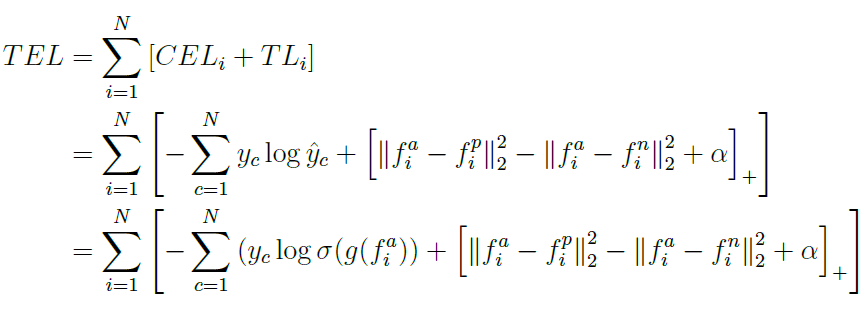 $TEL = \sum_{i=1}^{N} [CEL_i + TL_i]$
$= \sum_{i=1}^{N} \left[ -\sum_{c=1}^{N} y_c \log \hat{y}_c + \left[ \|f_i^a - f_i^p\|_2^2 - \|f_i^a - f_i^n\|_2^2 + \alpha \right]_+ \right]$
$= \sum_{i=1}^{N} \left[ -\sum_{c=1}^{N} (y_c \log \sigma(g(f_i^a)) + \left[ \|f_i^a - f_i^p\|_2^2 - \|f_i^a - f_i^n\|_2^2 + \alpha \right]_+ \right]$